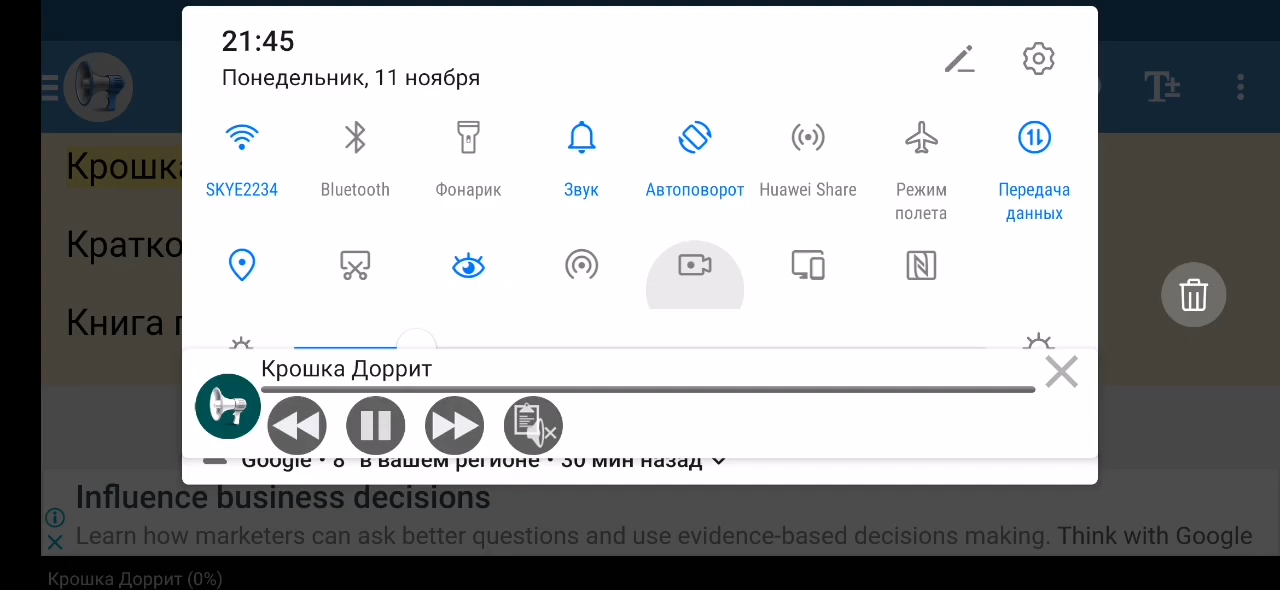 21:45
Понедельник, 11 ноября
T±
SKYE2234
Bluetooth
Фонарик
Звук
Автоповорот
Huawei Share
Режим полета
Передача данных
Крошка
Кратко
Книга
Крошка Доррит
Google • 8° в вашем регионе • 30 мин назад
Influence business decisions
Learn how marketers can ask better questions and use evidence-based decisions making. Think with Google
Крошка Доррит (0%)